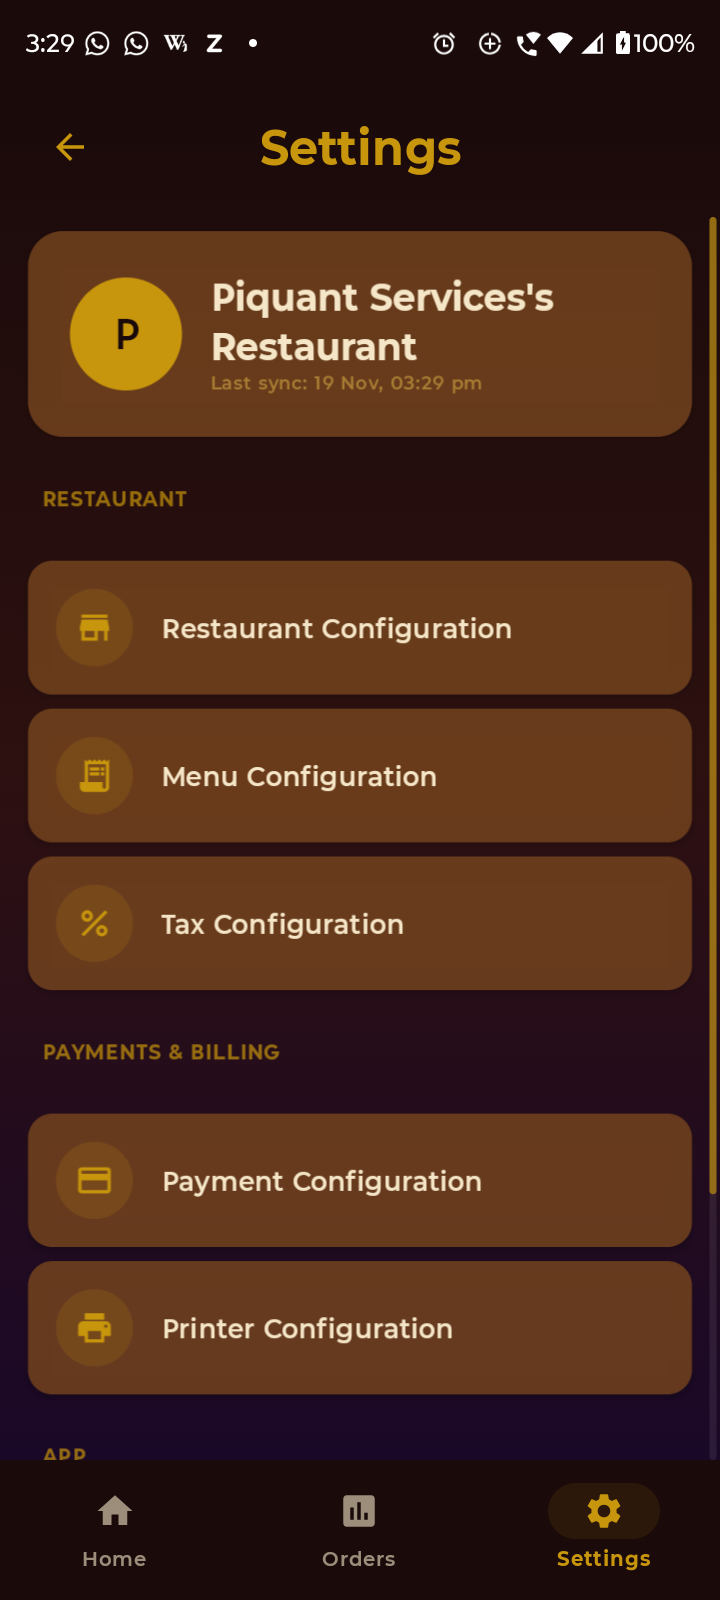 3:29
100%
Settings
P
Piquant Services's
Restaurant
Last sync: 19 Nov, 03:29 pm
RESTAURANT
Restaurant Configuration
Menu Configuration
Tax Configuration
PAYMENTS & BILLING
Payment Configuration
Printer Configuration
APP
Home
Orders
Settings